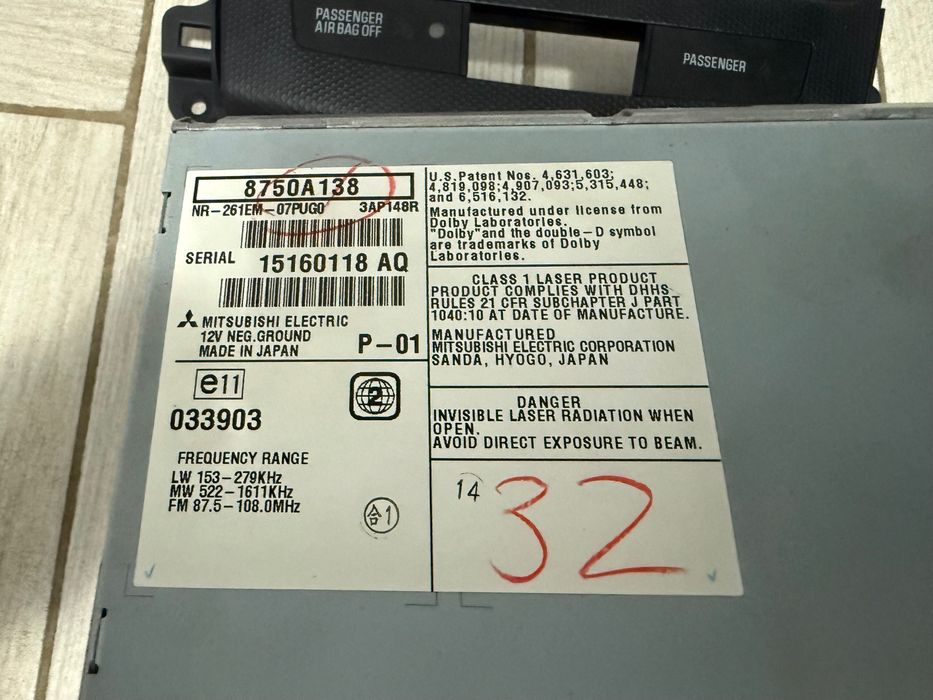 PASSENGER
AIR BAG OFF
PASSENGER
8750A138
NR-261EM-07PUG0 3AP148R
SERIAL 15160118 AQ
MITSUBISHI ELECTRIC
12V NEG.GROUND
MADE IN JAPAN P-01
e11
2
033903
FREQUENCY RANGE
LW 153-279KHz
MW 522-1611KHz
FM 87.5-108.0MHz
合1
U.S.Patent Nos. 4,631,603;
4,819,098;4,907,093;5,315,448;
and 6,516,132.
Manufactured under license from
Dolby Laboratories.
"Dolby"and the double-D symbol
are trademarks of Dolby
Laboratories.
CLASS 1 LASER PRODUCT
PRODUCT COMPLIES WITH DHHS
RULES 21 CFR SUBCHAPTER J PART
1040:10 AT DATE OF MANUFACTURE.
MANUFACTURED
MITSUBISHI ELECTRIC CORPORATION
SANDA, HYOGO, JAPAN
DANGER
INVISIBLE LASER RADIATION WHEN
OPEN.
AVOID DIRECT EXPOSURE TO BEAM.
14
32